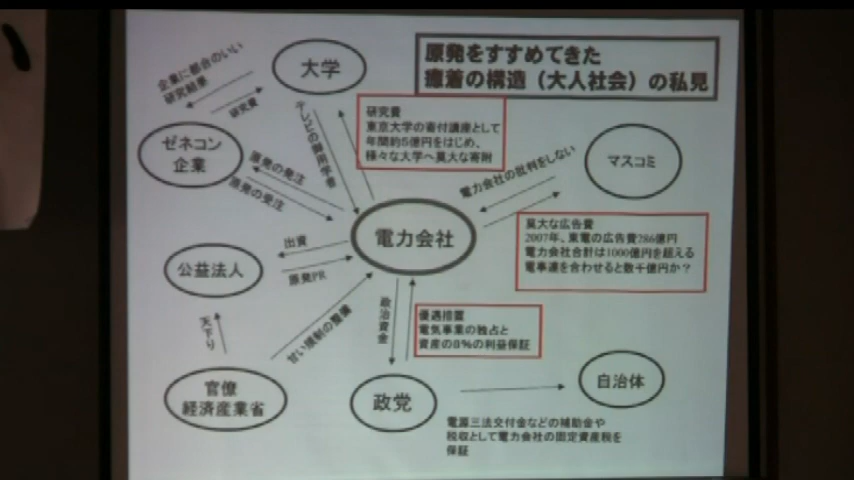 原発をすすめてきた
癒着の構造（大人社会）の私見
大学
企業に都合のいい
研究結果
研究費
ゼネコン
企業
テレビの御用学者
研究費
東京大学の寄付講座として
年間約5億円をはじめ、
様々な大学へ莫大な寄附
マスコミ
電力会社の批判をしない
原発の発注
原発の受注
電力会社
莫大な広告費
2007年、東電の広告費286億円
電力会社合計は1000億円を超える
電事連を合わせると数千億円か？
公益法人
出資
原発PR
天下り
甘い規制の整備
政治資金
優遇措置
電気事業の独占と
資産の8％の利益保証
官僚
経済産業省
政党
自治体
電源三法交付金などの補助金や
税収として電力会社の固定資産税を
保証